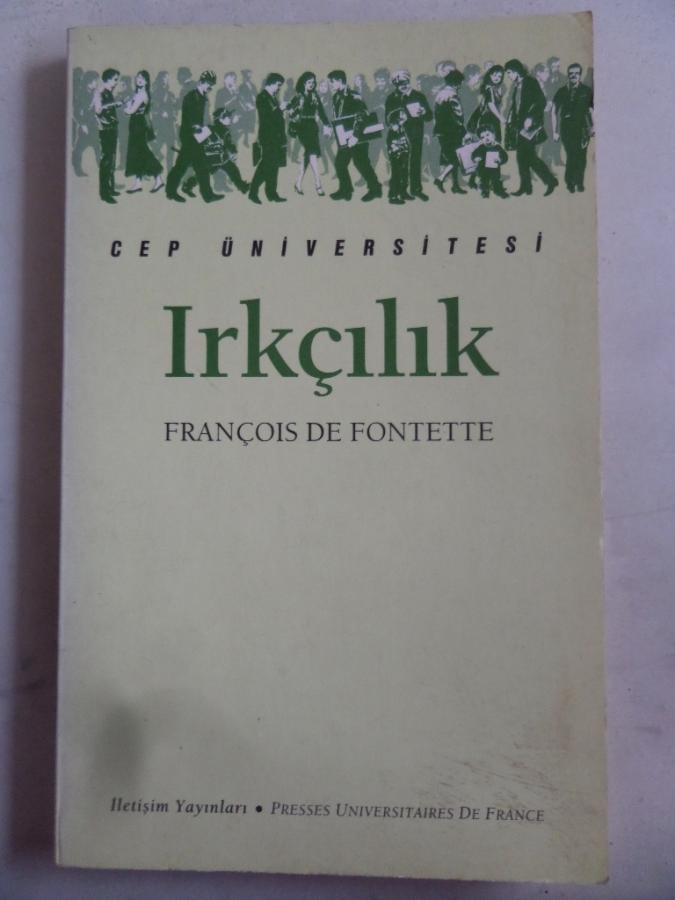 CEP ÜNİVERSİTESİ
Irkçılık
FRANÇOIS DE FONTETTE
İletişim Yayınları • PRESSES UNIVERSITAIRES DE FRANCE